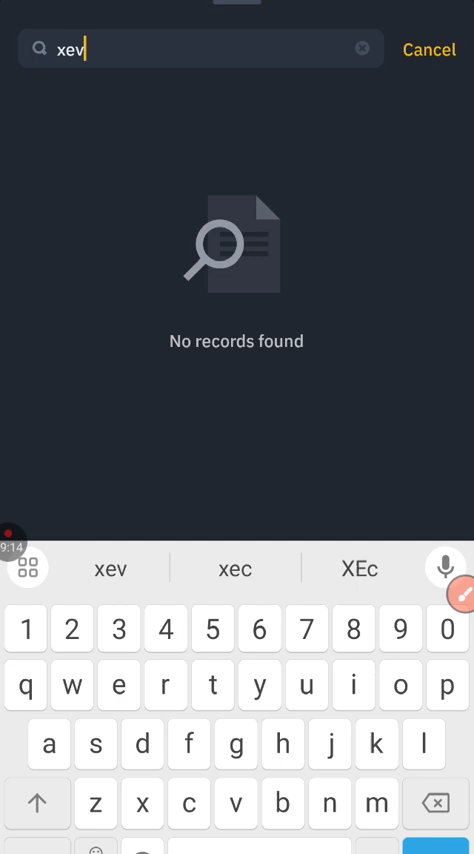 xev
Cancel
No records found
9:14
xev xec XEc
1 2 3 4 5 6 7 8 9 0
q w e r t y u i o p
a s d f g h j k l
z x c v b n m